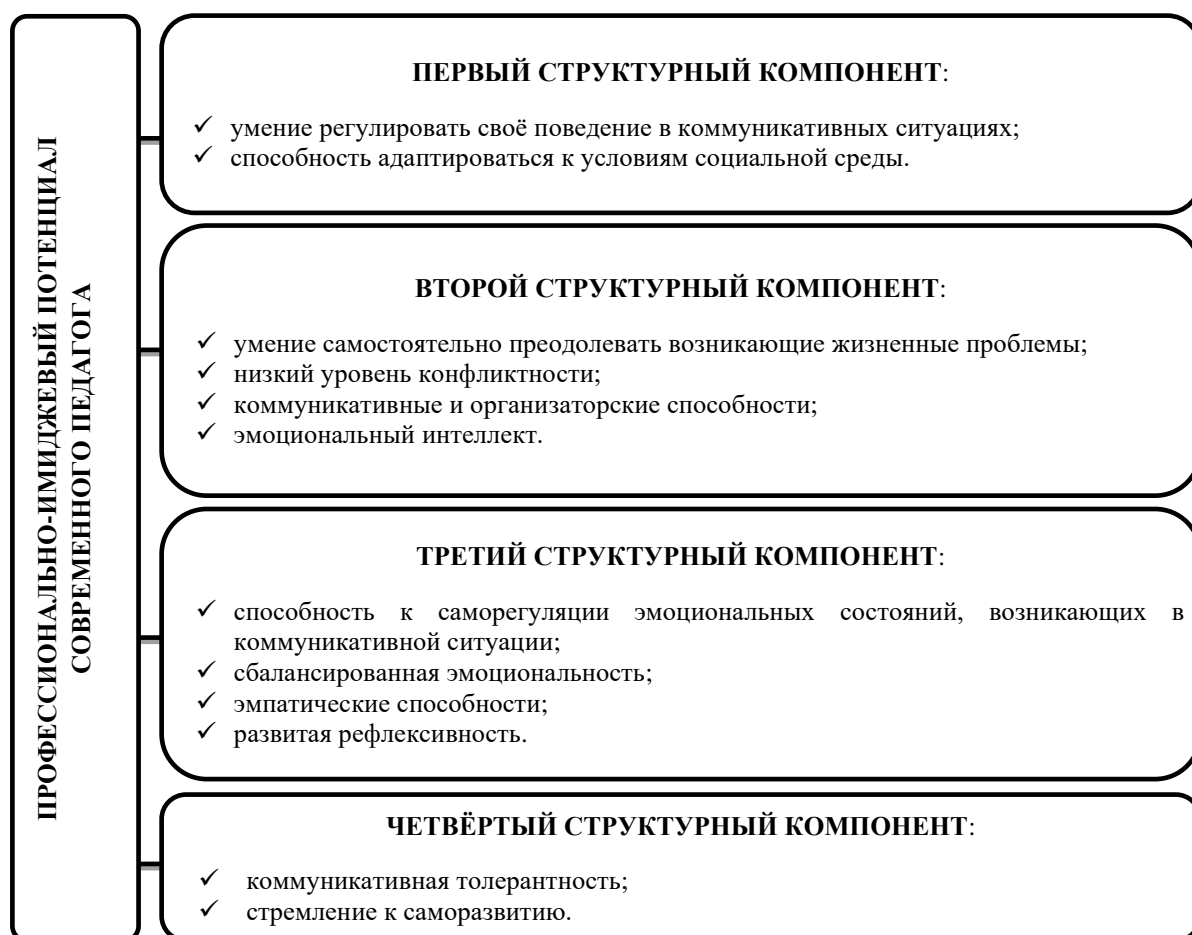 ПРОФЕССИОНАЛЬНО-ИМИДЖЕВЫЙ ПОТЕНЦИАЛ
СОВРЕМЕННОГО ПЕДАГОГА
ПЕРВЫЙ СТРУКТУРНЫЙ КОМПОНЕНТ:
✓ умение регулировать своё поведение в коммуникативных ситуациях;
✓ способность адаптироваться к условиям социальной среды.
ВТОРОЙ СТРУКТУРНЫЙ КОМПОНЕНТ:
✓ умение самостоятельно преодолевать возникающие жизненные проблемы;
✓ низкий уровень конфликтности;
✓ коммуникативные и организаторские способности;
✓ эмоциональный интеллект.
ТРЕТИЙ СТРУКТУРНЫЙ КОМПОНЕНТ:
✓ способность к саморегуляции эмоциональных состояний, возникающих в
коммуникативной ситуации;
✓ сбалансированная эмоциональность;
✓ эмпатические способности;
✓ развитая рефлексивность.
ЧЕТВЁРТЫЙ СТРУКТУРНЫЙ КОМПОНЕНТ:
✓ коммуникативная толерантность;
✓ стремление к саморазвитию.